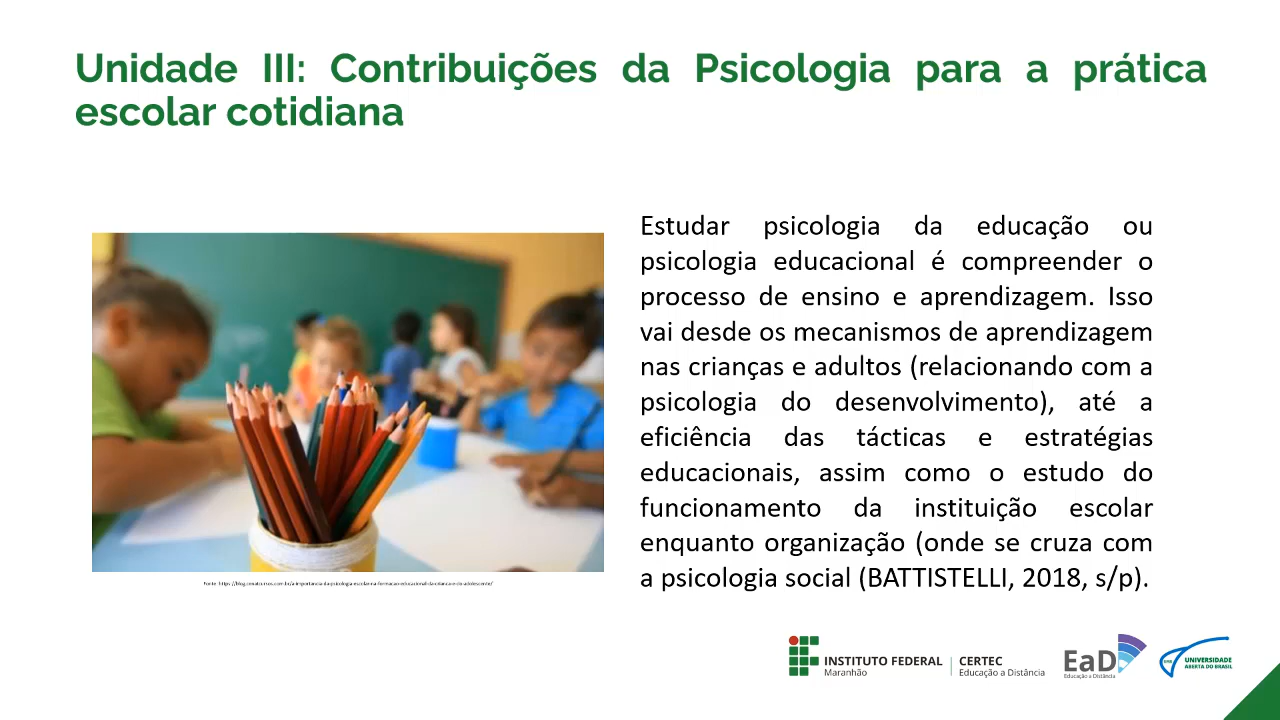 Unidade III: Contribuições da Psicologia para a prática
escolar cotidiana
Estudar psicologia da educação ou
psicologia educacional é compreender o
processo de ensino e aprendizagem. Isso
vai desde os mecanismos de aprendizagem
nas crianças e adultos (relacionando com a
psicologia do desenvolvimento), até a
eficiência das tácticas e estratégias
educacionais, assim como o estudo do
funcionamento da instituição escolar
enquanto organização (onde se cruza com
a psicologia social (BATTISTELLI, 2018, s/p).
INSTITUTO FEDERAL
Maranhão
CERTEC
Educação a Distância
EaD
Educação a Distância
UNIVERSIDADE
ABERTA DO BRASIL